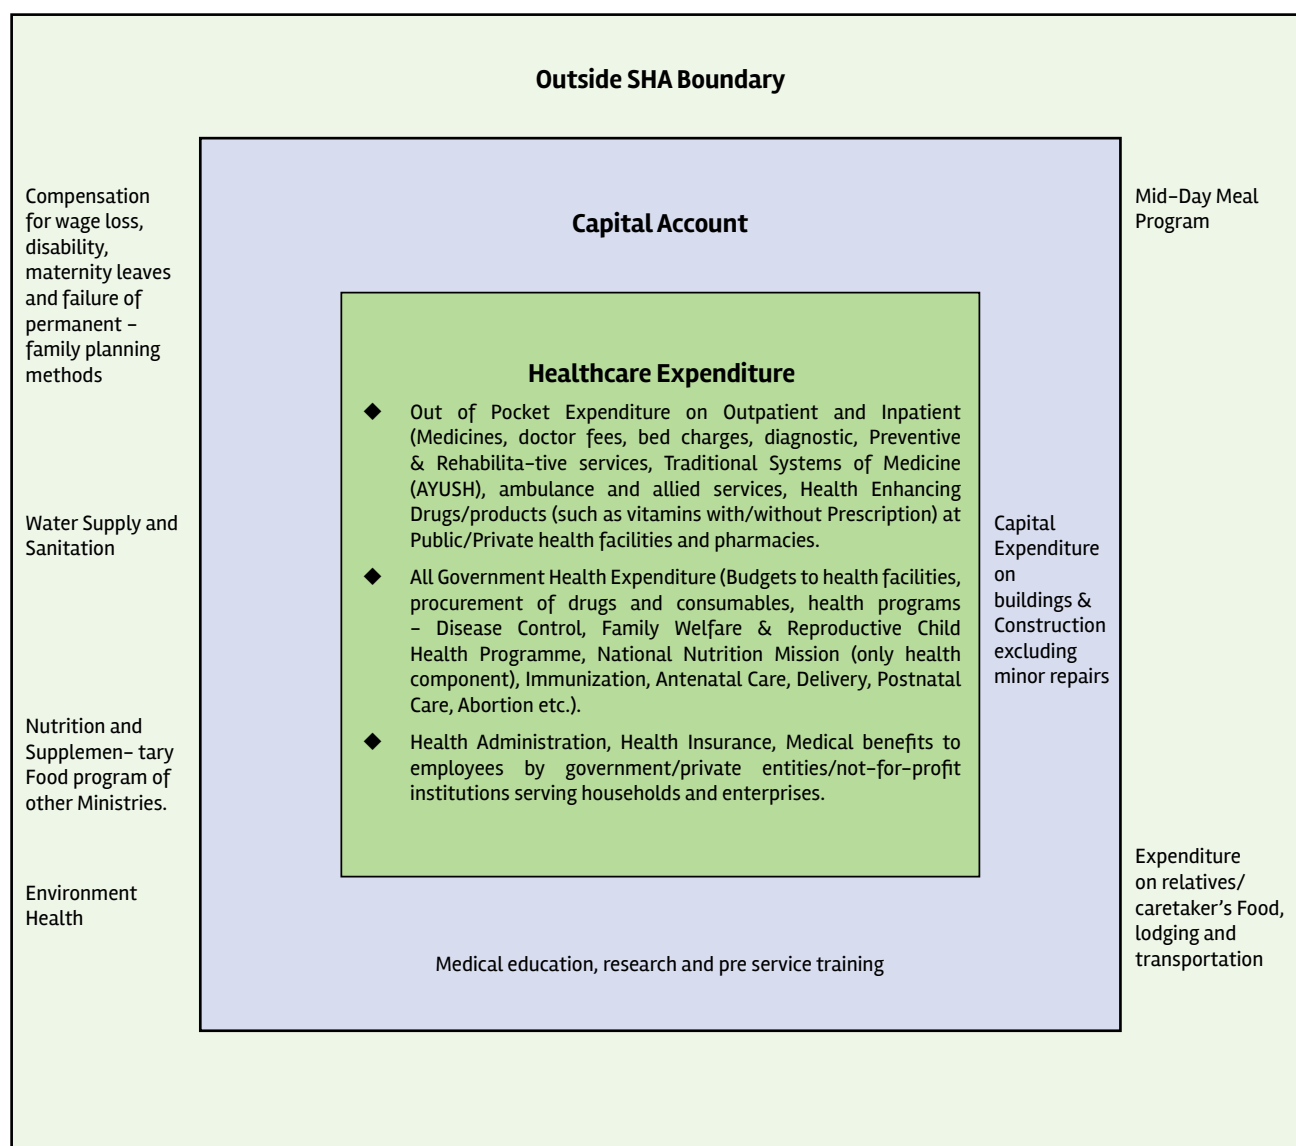 Outside SHA Boundary
Compensation
for wage loss,
disability,
maternity leaves
and failure of
permanent –
family planning
methods
Water Supply and
Sanitation
Nutrition and
Supplemen– tary
Food program of
other Ministries.
Environment
Health
Capital Account
Healthcare Expenditure
◆ Out of Pocket Expenditure on Outpatient and Inpatient
(Medicines, doctor fees, bed charges, diagnostic, Preventive
& Rehabilita–tive services, Traditional Systems of Medicine
(AYUSH), ambulance and allied services, Health Enhancing
Drugs/products (such as vitamins with/without Prescription) at
Public/Private health facilities and pharmacies.
◆ All Government Health Expenditure (Budgets to health facilities,
procurement of drugs and consumables, health programs
– Disease Control, Family Welfare & Reproductive Child
Health Programme, National Nutrition Mission (only health
component), Immunization, Antenatal Care, Delivery, Postnatal
Care, Abortion etc.).
◆ Health Administration, Health Insurance, Medical benefits to
employees by government/private entities/not–for–profit
institutions serving households and enterprises.
Capital
Expenditure
on
buildings &
Construction
excluding
minor repairs
Medical education, research and pre service training
Mid–Day Meal
Program
Expenditure
on relatives/
caretaker’s Food,
lodging and
transportation